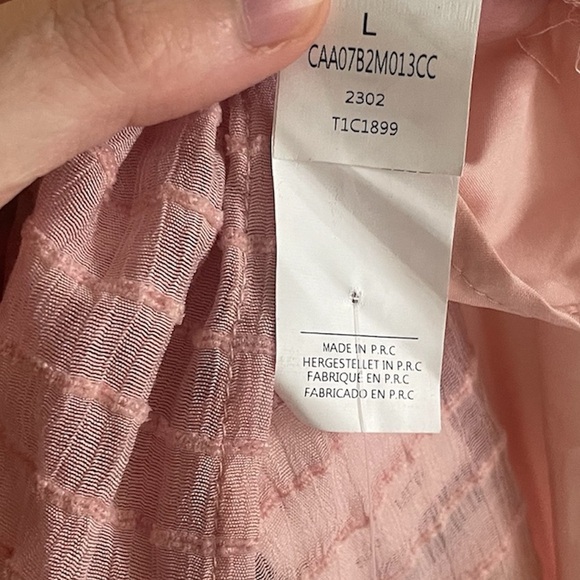 L
CAA07B2M013CC
2302
T1C1899
MADE IN P.R.C
HERGESTELLET IN P.R.C
FABRIQUE EN P.R.C
FABRICADO EN P.R.C